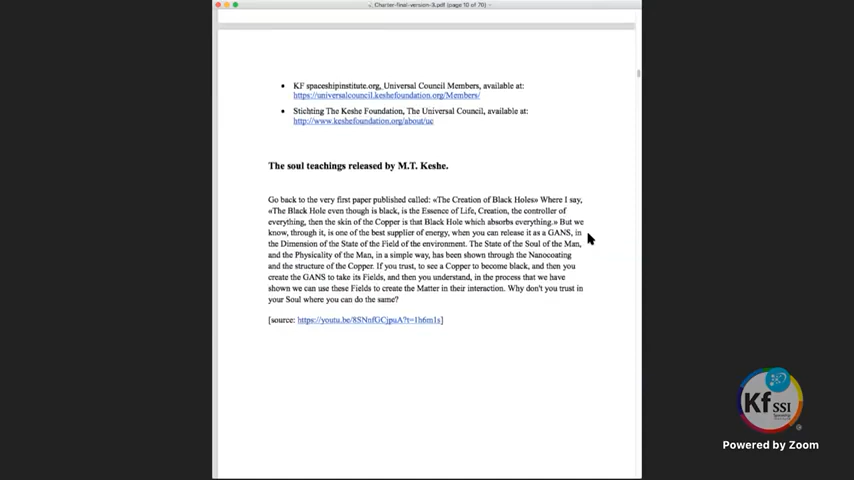 Charter-final-version-3.pdf (page 10 of 70)
• KF spaceshipinstitute.org, Universal Council Members, available at:
https://universalcouncil.keshefoundation.org/Members/
• Stichting The Keshe Foundation, The Universal Council, available at:
http://www.keshefoundation.org/about/uc
The soul teachings released by M.T. Keshe.
Go back to the very first paper published called: «The Creation of Black Holes» Where I say,
«The Black Hole even though is black, is the Essence of Life, Creation, the controller of
everything, then the skin of the Copper is that Black Hole which absorbs everything.» But we
know, through it, is one of the best supplier of energy, when you can release it as a GANS, in
the Dimension of the State of the Field of the environment. The State of the Soul of the Man,
and the Physicality of the Man, in a simple way, has been shown through the Nanocoating
and the structure of the Copper. If you trust, to see a Copper to become black, and then you
create the GANS to take its Fields, and then you understand, in the process that we have
shown we can use these Fields to create the Matter in their interaction. Why don't you trust in
your Soul where you can do the same?
[source: https://youtu.be/8SNnfGCjpuA?t=1h6m1s]
Kf SSI
Powered by Zoom